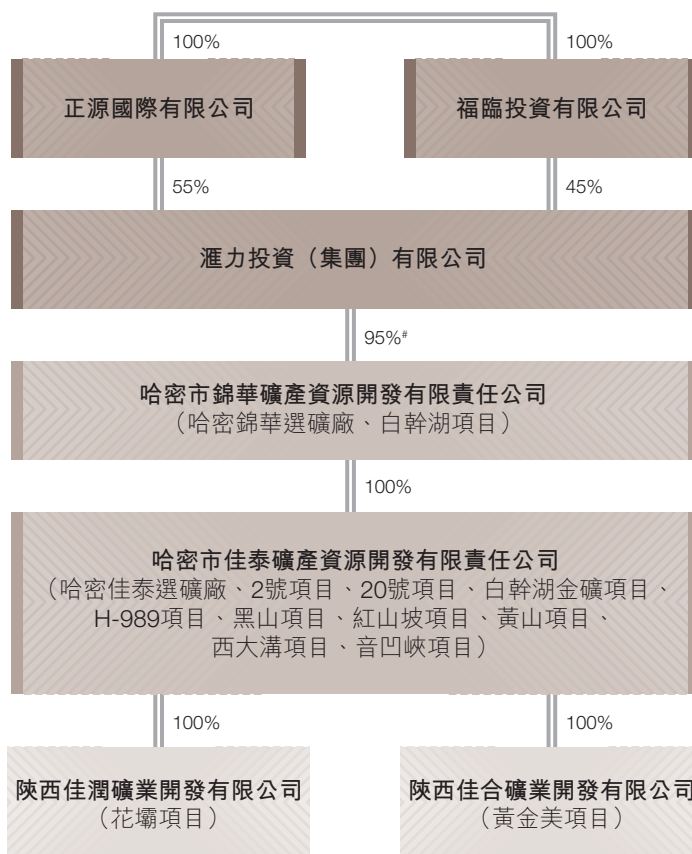 100%
100%
正源國際有限公司
福臨投資有限公司
55%
45%
滙力投資（集團）有限公司
95%#
哈密市錦華礦產資源開發有限責任公司
（哈密錦華選礦廠、白幹湖項目）
100%
哈密市佳泰礦產資源開發有限責任公司
（哈密佳泰選礦廠、2號項目、20號項目、白幹湖金礦項目、
H-989項目、黑山項目、紅山坡項目、黃山項目、
西大溝項目、音凹峽項目）
100%
100%
陝西佳潤礦業開發有限公司
（花壩項目）
陝西佳合礦業開發有限公司
（黃金美項目）